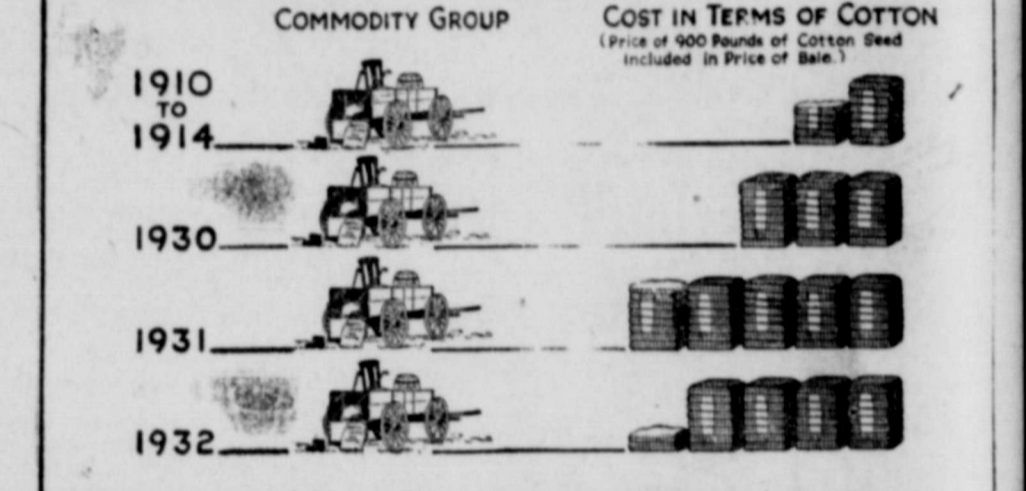 COMMODITY GROUP
COST IN TERMS OF COTTON
(Price of 900 Pounds of Cotton Seed
Included in Price of Bale.)
1910
TO
1914
1930
1931
1932